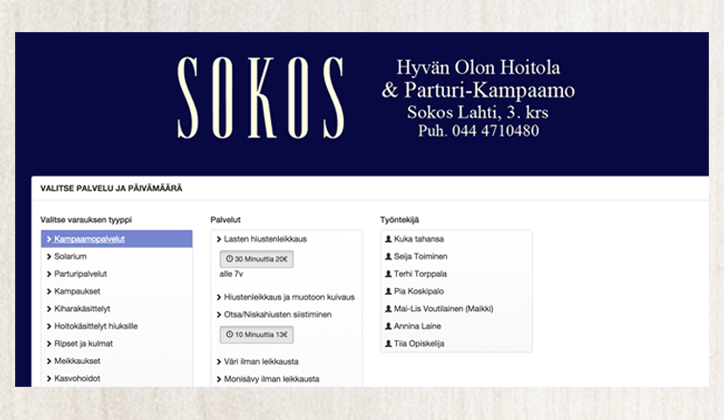 SOKOS
Hyvän Olon Hoitola
& Parturi-Kampaamo
Sokos Lahti, 3. krs
Puh. 044 4710480
VALITSE PALVELU JA PÄIVÄMÄÄRÄ
Valitse varauksen tyyppi
Kampaamopalvelut
Solarium
Parturipalvelut
Kampaukset
Kiharakäsittelyt
Hoitokäsittelyt hiuksille
Ripset ja kulmat
Meikkaukset
Kasvohoidot
Palvelut
Lasten hiustenleikkaus
30 Minuuttia 20€
alle 7v
Hiustenleikkaus ja muotoon kuivaus
Otsa/Niskahiusten siistiminen
10 Minuuttia 13€
Väri ilman leikkausta
Monisävy ilman leikkausta
Työntekijä
Kuka tahansa
Seija Toiminen
Terhi Torppala
Pia Koskipalo
Mai-Lis Voutilainen (Maikki)
Annina Laine
Tiia Opiskelija